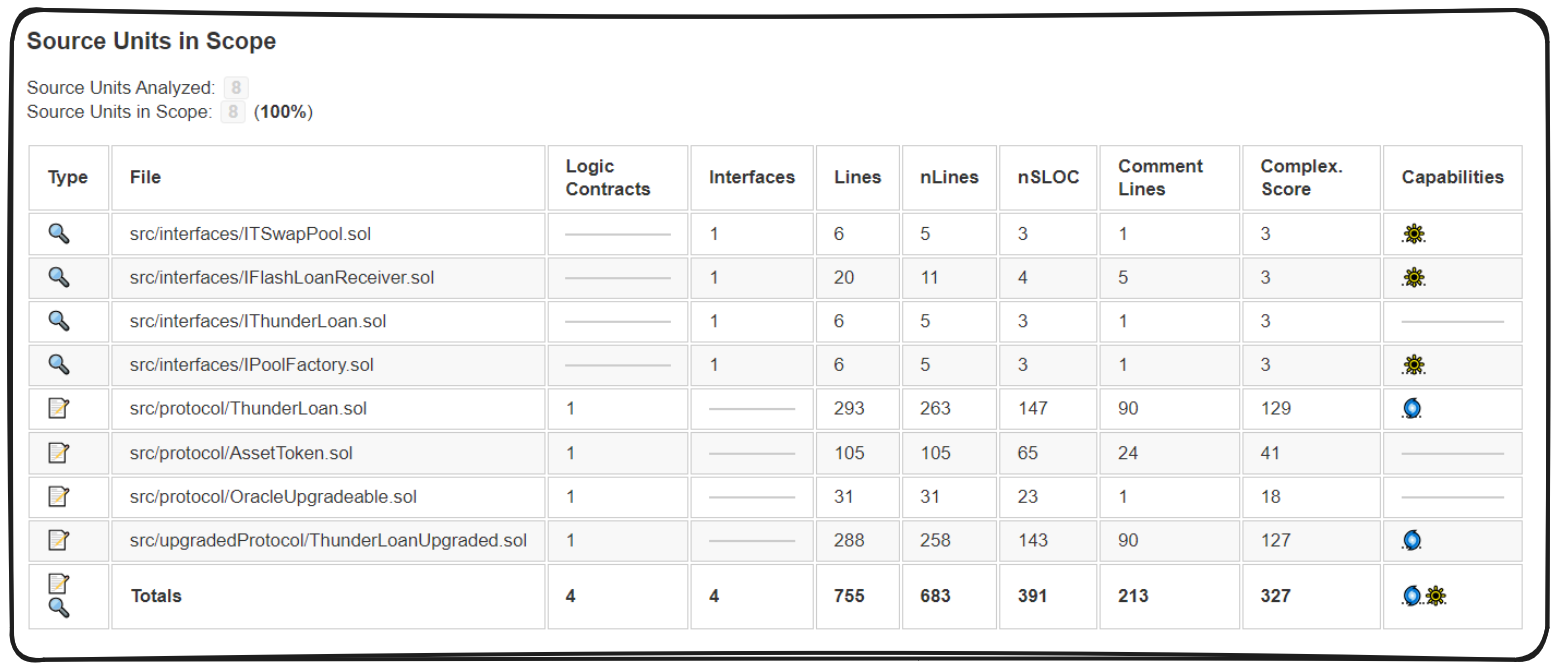 Source Units in Scope
Source Units Analyzed: 8
Source Units in Scope: 8 (100%)
Type File Logic Contracts Interfaces Lines nLines nSLOC Comment Lines Complex. Score Capabilities
src/interfaces/ITSwapPool.sol 1 6 5 3 1 3
src/interfaces/IFlashLoanReceiver.sol 1 20 11 4 5 3
src/interfaces/IThunderLoan.sol 1 6 5 3 1 3
src/interfaces/IPoolFactory.sol 1 6 5 3 1 3
src/protocol/ThunderLoan.sol 1 293 263 147 90 129
src/protocol/AssetToken.sol 1 105 105 65 24 41
src/protocol/OracleUpgradeable.sol 1 31 31 23 1 18
src/upgradedProtocol/ThunderLoanUpgraded.sol 1 288 258 143 90 127
Totals 4 4 755 683 391 213 327